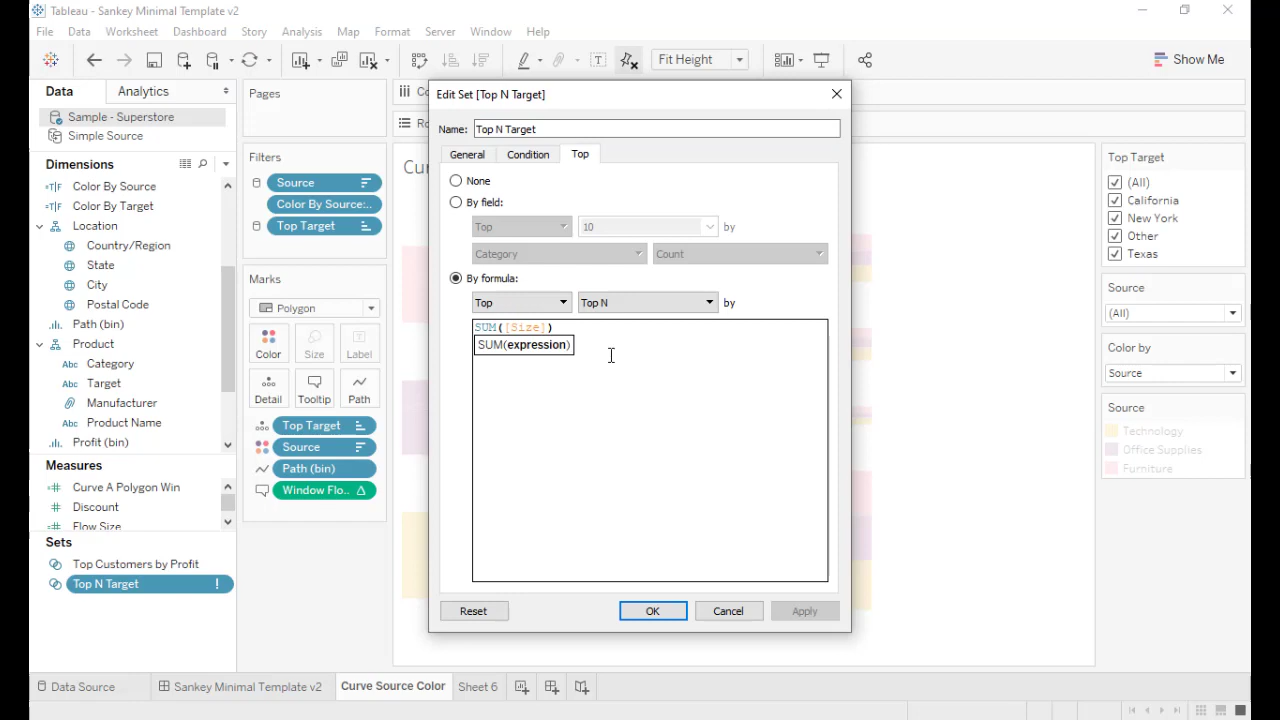 Tableau - Sankey Minimal Template v2
File Data Worksheet Dashboard Story Analysis Map Format Server Window Help
Fit Height
Show Me
Data Analytics
Sample - Superstore
Simple Source
Dimensions
Color By Source
Color By Target
Location
Country/Region
State
City
Postal Code
Path (bin)
Product
Abc Category
Abc Target
Manufacturer
Abc Product Name
Profit (bin)
Measures
Curve A Polygon Win
Discount
Flow Size
Sets
Top Customers by Profit
Top N Target !
Pages
Filters
Source
Color By Source:..
Top Target
Marks
Polygon
Color Size Label
Detail Tooltip Path
Top Target
Source
Path (bin)
Window Flo..
Edit Set [Top N Target]
Name: Top N Target
General Condition Top
None
By field:
Top 10 by
Category Count
By formula:
Top Top N by
SUM([Size])
SUM(expression)
Reset OK Cancel Apply
Top Target
(All)
California
New York
Other
Texas
Source
(All)
Color by
Source
Source
Technology
Office Supplies
Furniture
Data Source Sankey Minimal Template v2 Curve Source Color Sheet 6